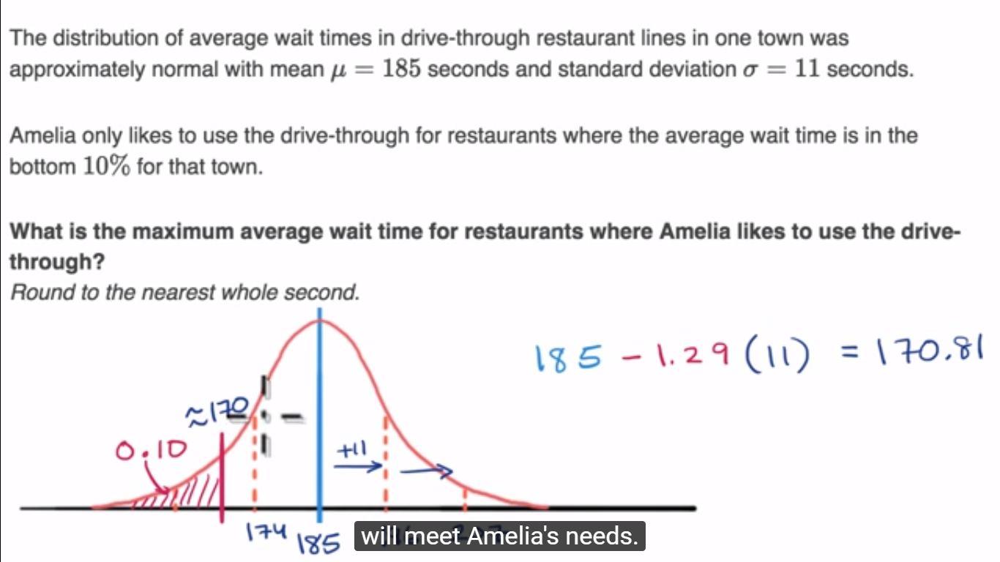 The distribution of average wait times in drive-through restaurant lines in one town was
approximately normal with mean μ = 185 seconds and standard deviation σ = 11 seconds.
Amelia only likes to use the drive-through for restaurants where the average wait time is in the
bottom 10% for that town.
What is the maximum average wait time for restaurants where Amelia likes to use the drive-
through?
Round to the nearest whole second.
185 - 1.29 (11) = 170.81
≈170
0.10
+11
174 185
will meet Amelia's needs.